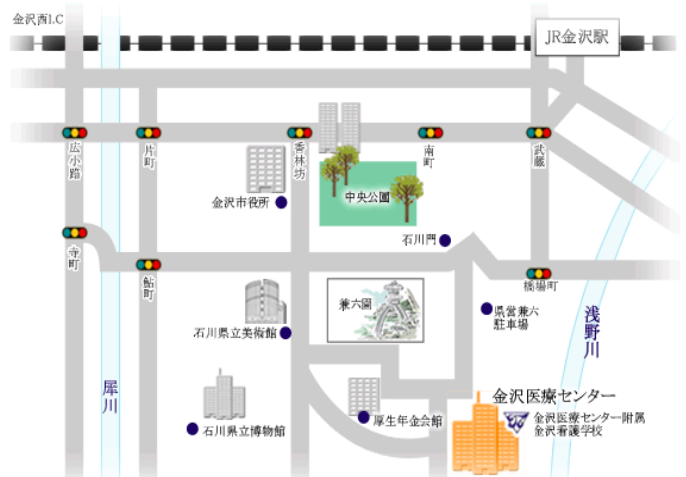 金沢西I.C
JR金沢駅
広小路
片町
香林坊
南町
武蔵
金沢市役所
中央公園
寺町
石川門
鮎町
橋場町
兼六園
石川県立美術館
県営兼六
駐車場
浅野川
犀川
金沢医療センター
金沢医療センター附属
金沢看護学校
厚生年金会館
石川県立博物館